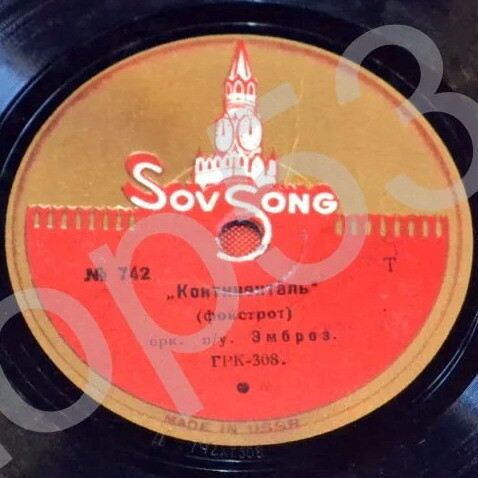 SovSong
№ 742
Т
„Континенталь"
(фокстрот)
орк. п/у. Эмброз.
ГРК-308.
MADE IN USSR